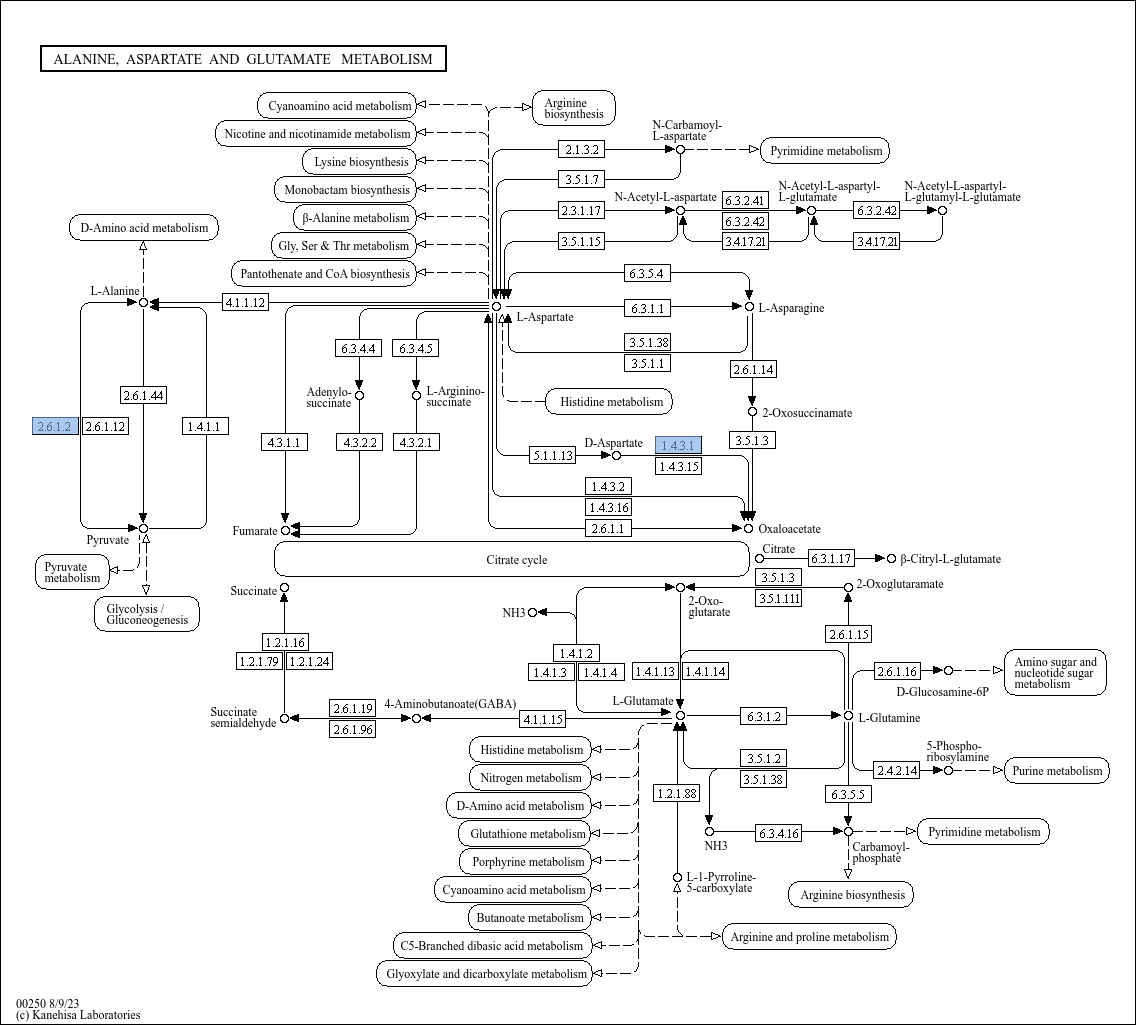 ALANINE, ASPARTATE AND GLUTAMATE METABOLISM
Cyanoamino acid metabolism
Arginine
biosynthesis
Nicotine and nicotinamide metabolism
N-Carbamoyl-
L-aspartate
2.1.3.2
Pyrimidine metabolism
Lysine biosynthesis
3.5.1.7
Monobactam biosynthesis
N-Acetyl-L-aspartate
6.3.2.41
N-Acetyl-L-aspartyl-
L-glutamate
N-Acetyl-L-aspartyl-
L-glutamyl-L-glutamate
2.3.1.17
6.3.2.42
6.3.2.42
β-Alanine metabolism
D-Amino acid metabolism
3.5.1.15
3.4.17.21
3.4.17.21
Gly, Ser & Thr metabolism
Pantothenate and CoA biosynthesis
6.3.5.4
L-Alanine
4.1.1.12
L-Aspartate
6.3.1.1
L-Asparagine
6.3.4.4
6.3.4.5
3.5.1.38
3.5.1.1
2.6.1.14
2.6.1.44
Adenylo-
succinate
L-Arginino-
succinate
Histidine metabolism
2-Oxosuccinamate
2.6.1.2
2.6.1.12
1.4.1.1
4.3.1.1
4.3.2.2
4.3.2.1
D-Aspartate
1.4.3.1
3.5.1.3
5.1.1.13
1.4.3.15
1.4.3.2
1.4.3.16
Pyruvate
Fumarate
2.6.1.1
Oxaloacetate
Citrate cycle
Citrate
6.3.1.17
β-Cityl-L-glutamate
Pyruvate
metabolism
Glycolysis /
Gluconeogenesis
Succinate
3.5.1.3
3.5.1.111
2-Oxoglutaramate
2-Oxo-
glutarate
NH3
1.2.1.16
1.2.1.79
1.2.1.24
1.4.1.2
1.4.1.3
1.4.1.4
1.4.1.13
1.4.1.14
2.6.1.15
2.6.1.16
Amino sugar and
nucleotide sugar
metabolism
D-Glucosamine-6P
Succinate
semialdehyde
2.6.1.19
2.6.1.96
4-Aminobutanoate(GABA)
4.1.1.15
L-Glutamate
6.3.1.2
L-Glutamine
Histidine metabolism
3.5.1.2
3.5.1.38
5-Phospho-
ribosylamine
2.4.2.14
Purine metabolism
Nitrogen metabolism
1.2.1.88
6.3.5.5
D-Amino acid metabolism
Glutathione metabolism
NH3
6.3.4.16
Pyrimidine metabolism
Carbamoyl-
phosphate
Porphyrine metabolism
L-1-Pyrroline-
5-carboxylate
Cyanoamino acid metabolism
Arginine biosynthesis
Butanoate metabolism
C5-Branched dibasic acid metabolism
Arginine and proline metabolism
Glyoxylate and dicarboxylate metabolism
00250 8/9/23
(c) Kanehisa Laboratories